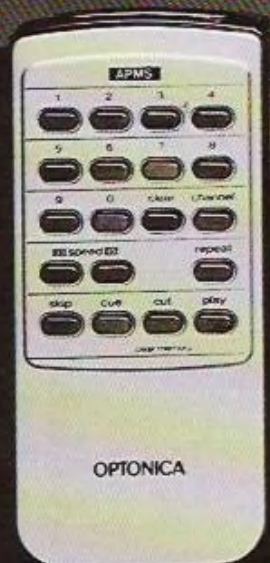 APMS
1 2 3 4
5 6 7 8
9 0 clear channel
speed repeat
skip cue cut play
OPTONICA